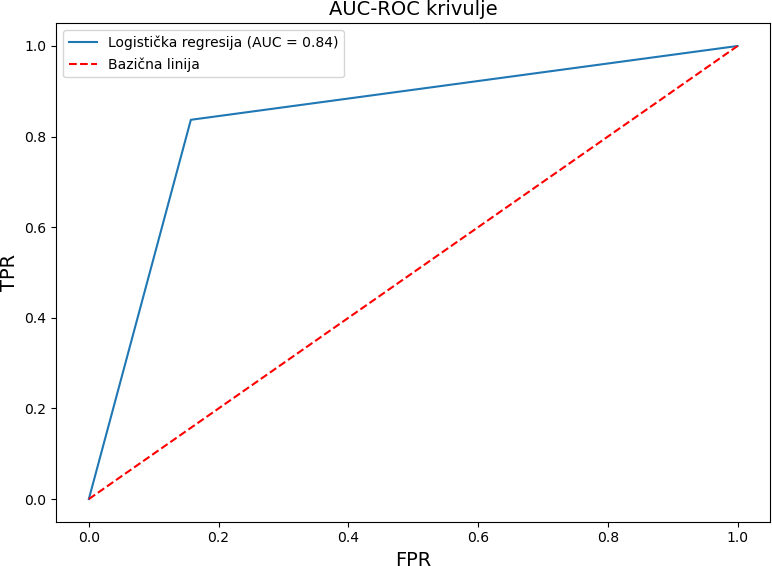 AUC-ROC krivulje
Logistička regresija (AUC = 0.84)
Bazična linija
1.0
0.8
0.6
0.4
0.2
0.0
TPR
0.0 0.2 0.4 0.6 0.8 1.0
FPR